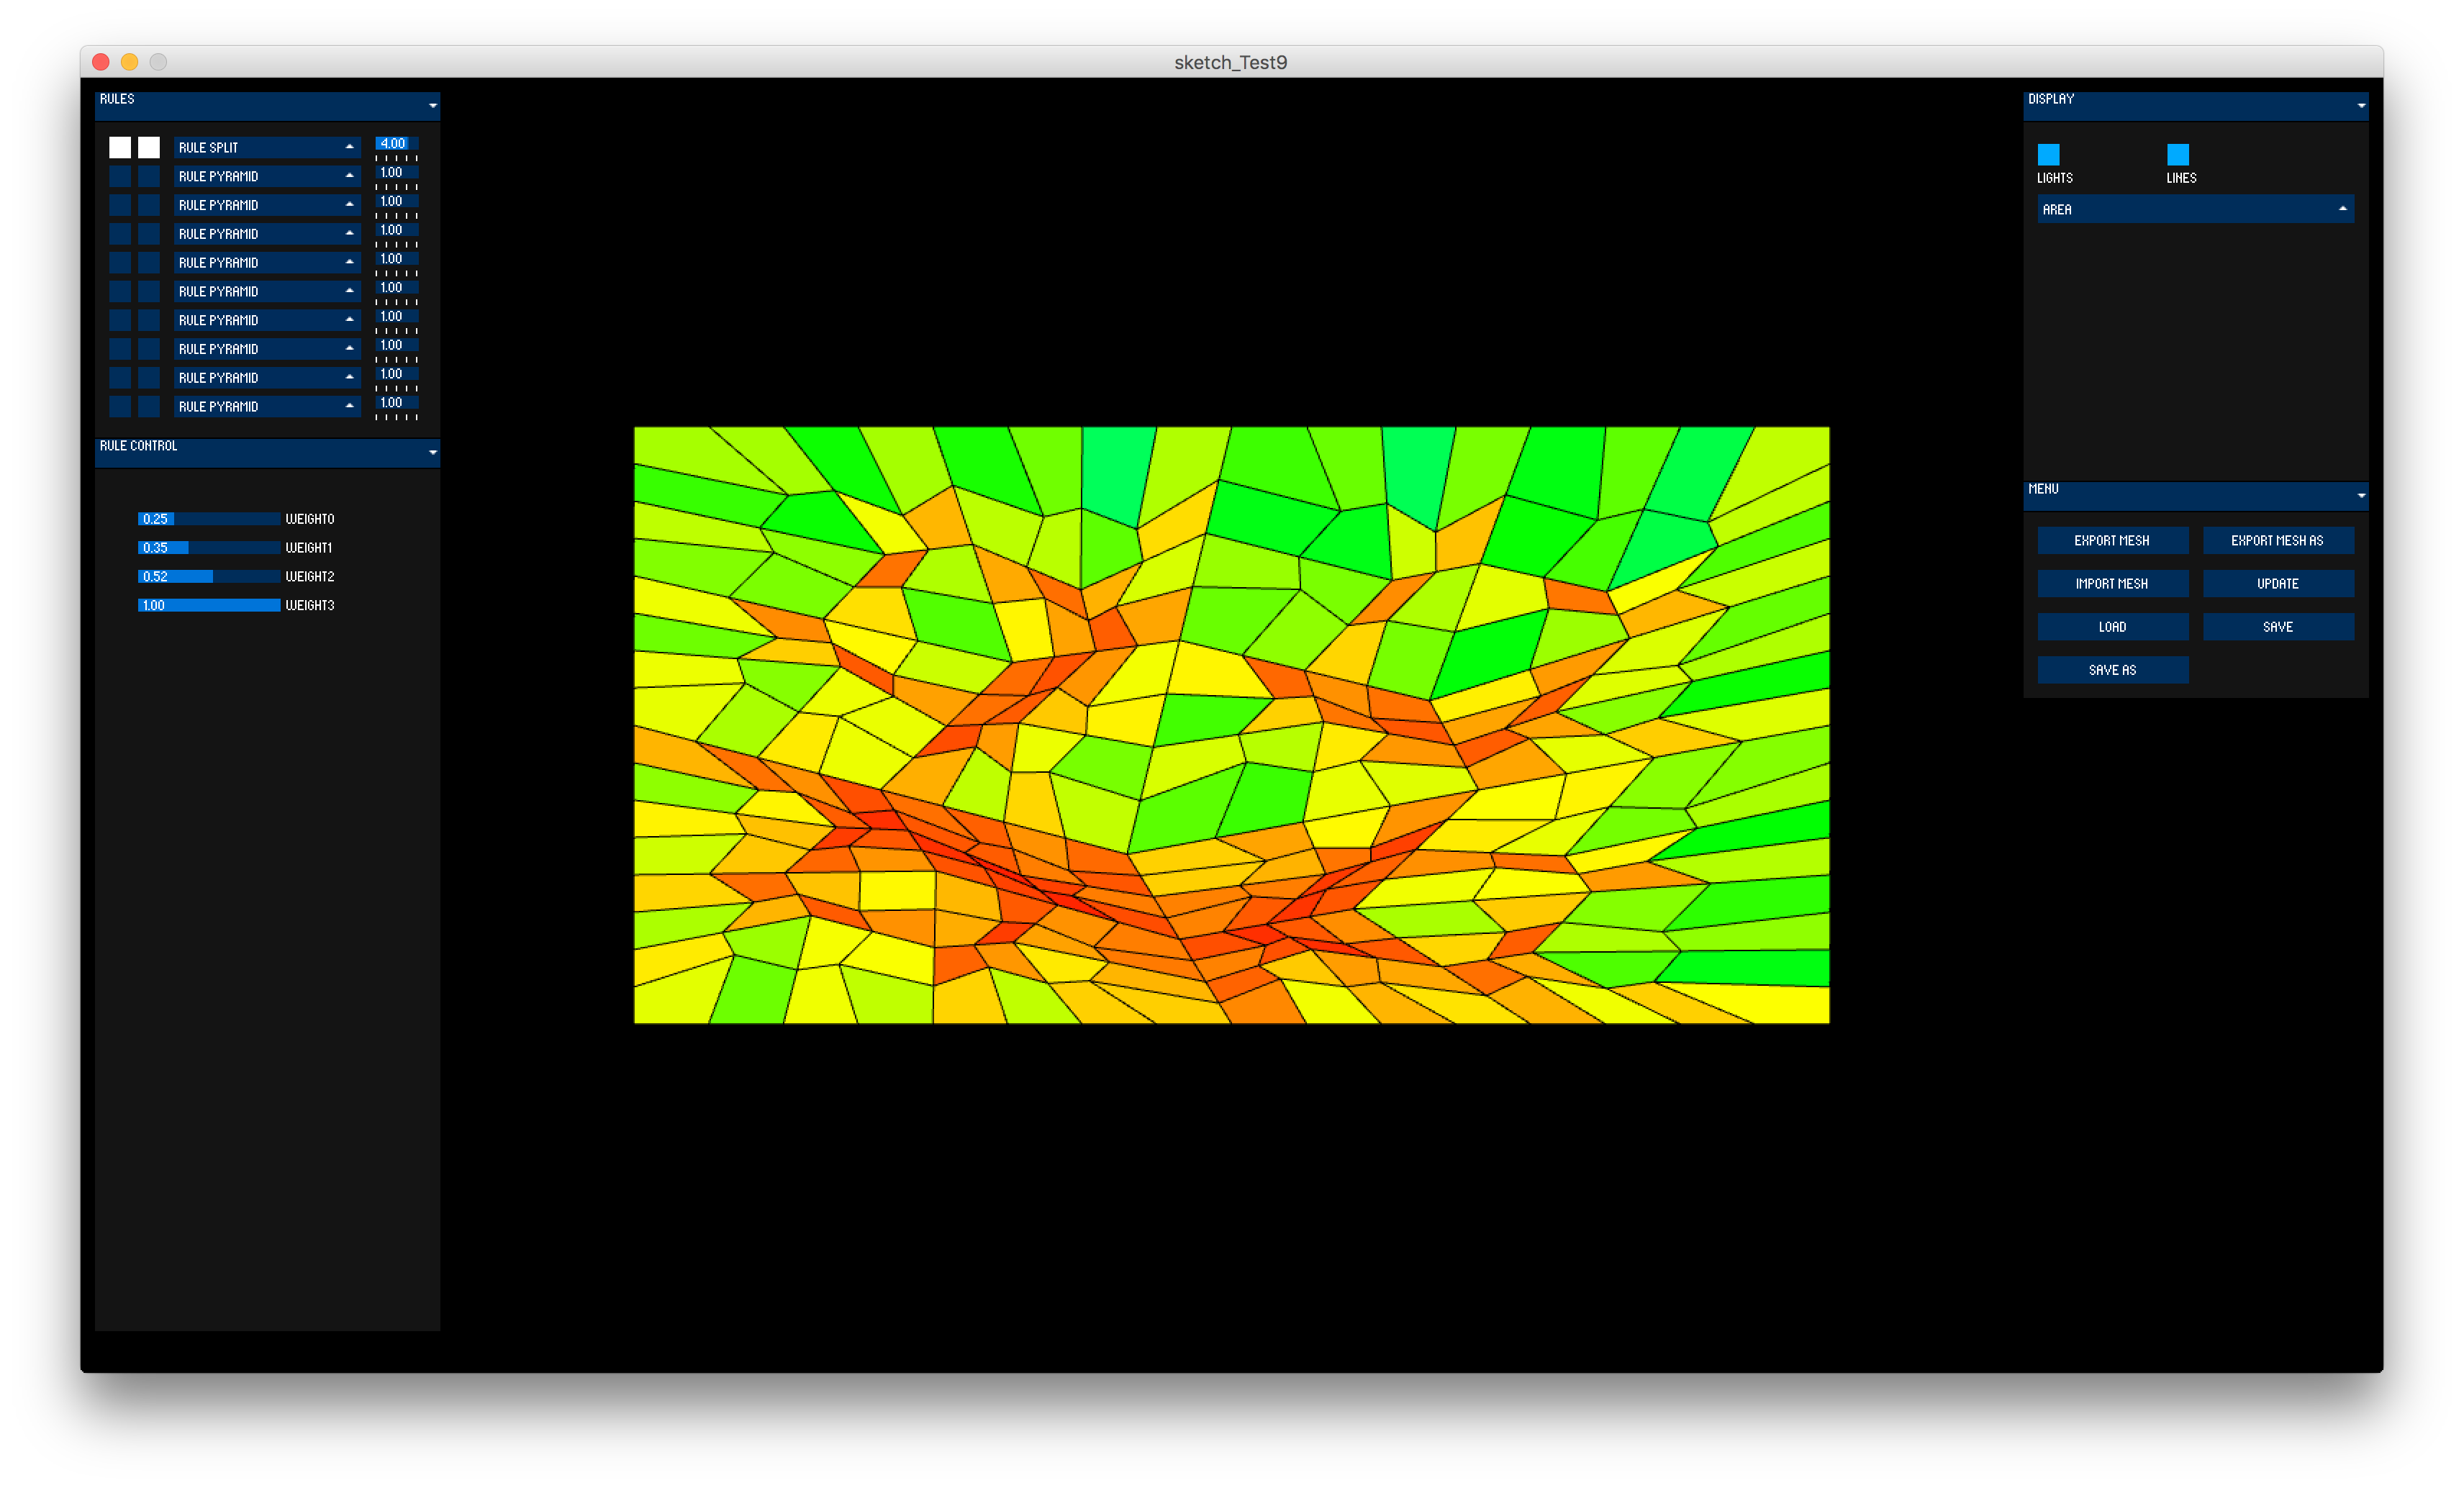 sketch_Test9
RULES
RULE SPLIT 4.00
RULE PYRAMID 1.00
RULE PYRAMID 1.00
RULE PYRAMID 1.00
RULE PYRAMID 1.00
RULE PYRAMID 1.00
RULE PYRAMID 1.00
RULE PYRAMID 1.00
RULE PYRAMID 1.00
RULE PYRAMID 1.00
RULE CONTROL
0.25 WEIGHT0
0.35 WEIGHT1
0.52 WEIGHT2
1.00 WEIGHT3
DISPLAY
LIGHTS LINES
AREA
MENU
EXPORT MESH EXPORT MESH AS
IMPORT MESH UPDATE
LOAD SAVE
SAVE AS